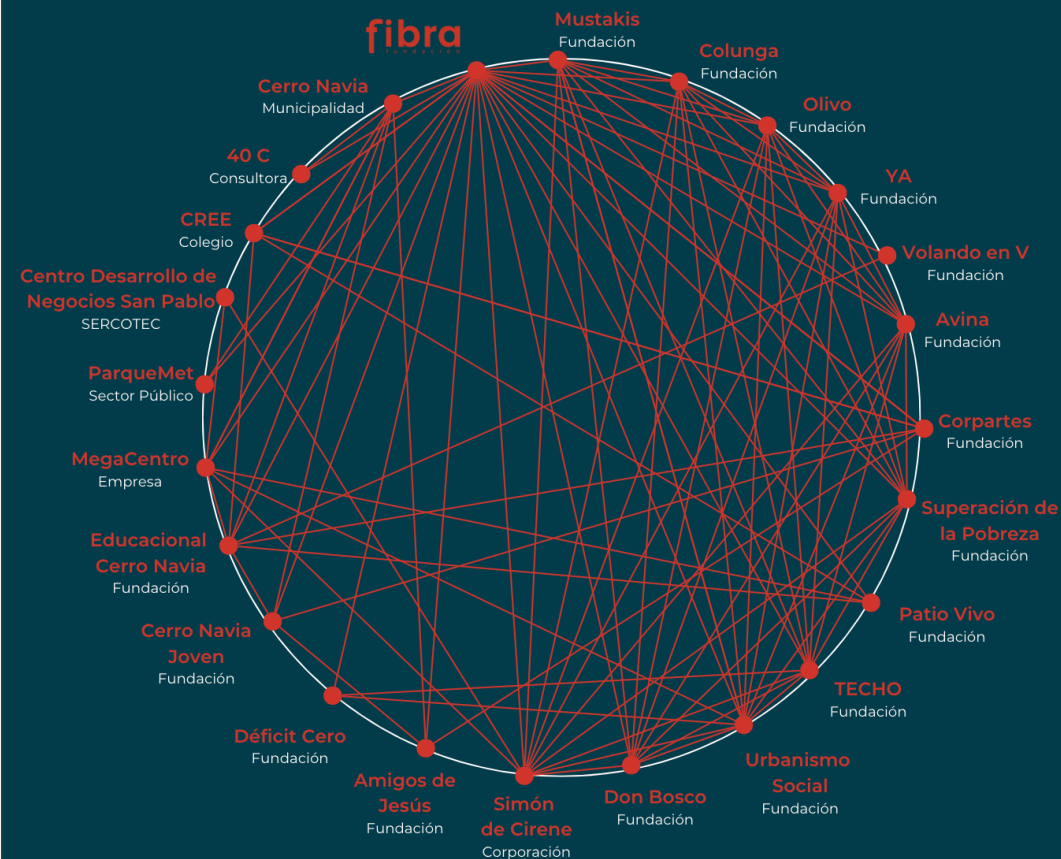 fibra
fundación
Mustakis
Fundación
Colunga
Fundación
Olivo
Fundación
YA
Fundación
Volando en V
Fundación
Avina
Fundación
Corpartes
Fundación
Superación de
la Pobreza
Fundación
Patio Vivo
Fundación
TECHO
Fundación
Urbanismo
Social
Fundación
Don Bosco
Fundación
Simón
de Cirene
Corporación
Amigos de
Jesús
Fundación
Déficit Cero
Fundación
Cerro Navia
Joven
Fundación
Educacional
Cerro Navia
Fundación
MegaCentro
Empresa
ParqueMet
Sector Público
Centro Desarrollo de
Negocios San Pablo
SERCOTEC
CREE
Colegio
40 C
Consultora
Cerro Navia
Municipalidad